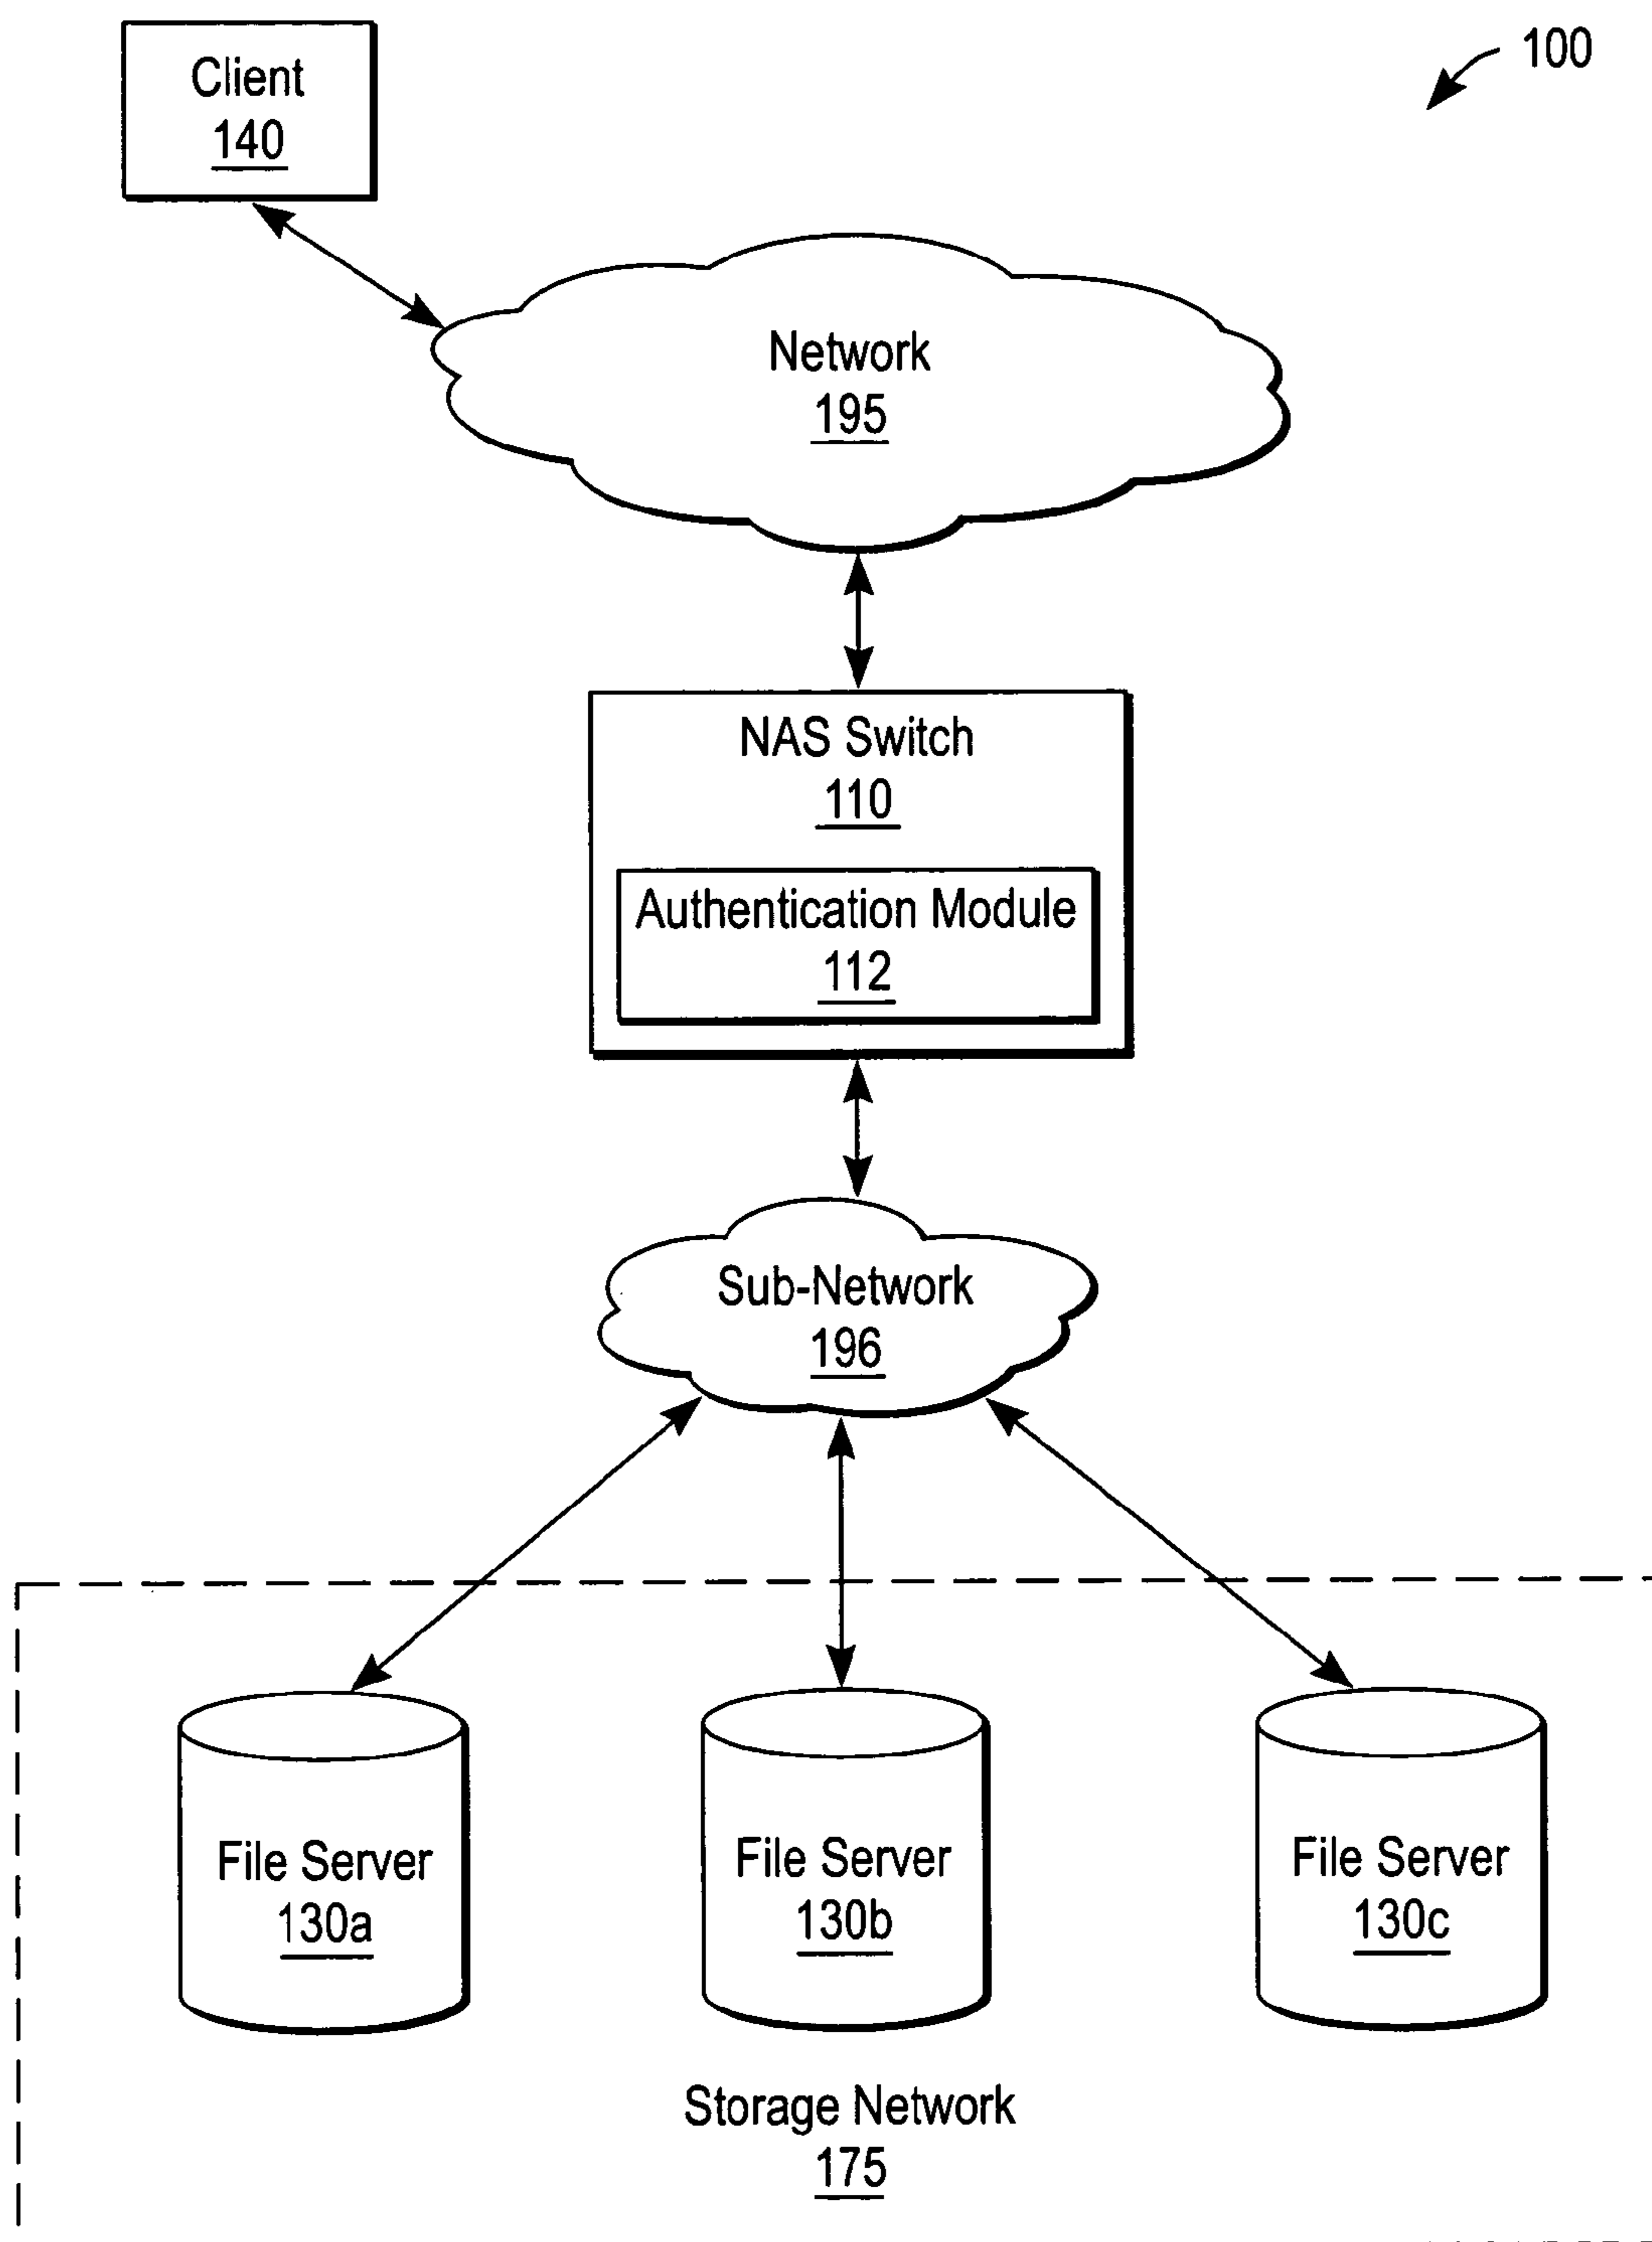 100
Client
140
Network
195
NAS Switch
110
Authentication Module
112
Sub-Network
196
File Server
130a
File Server
130b
File Server
130c
Storage Network
175